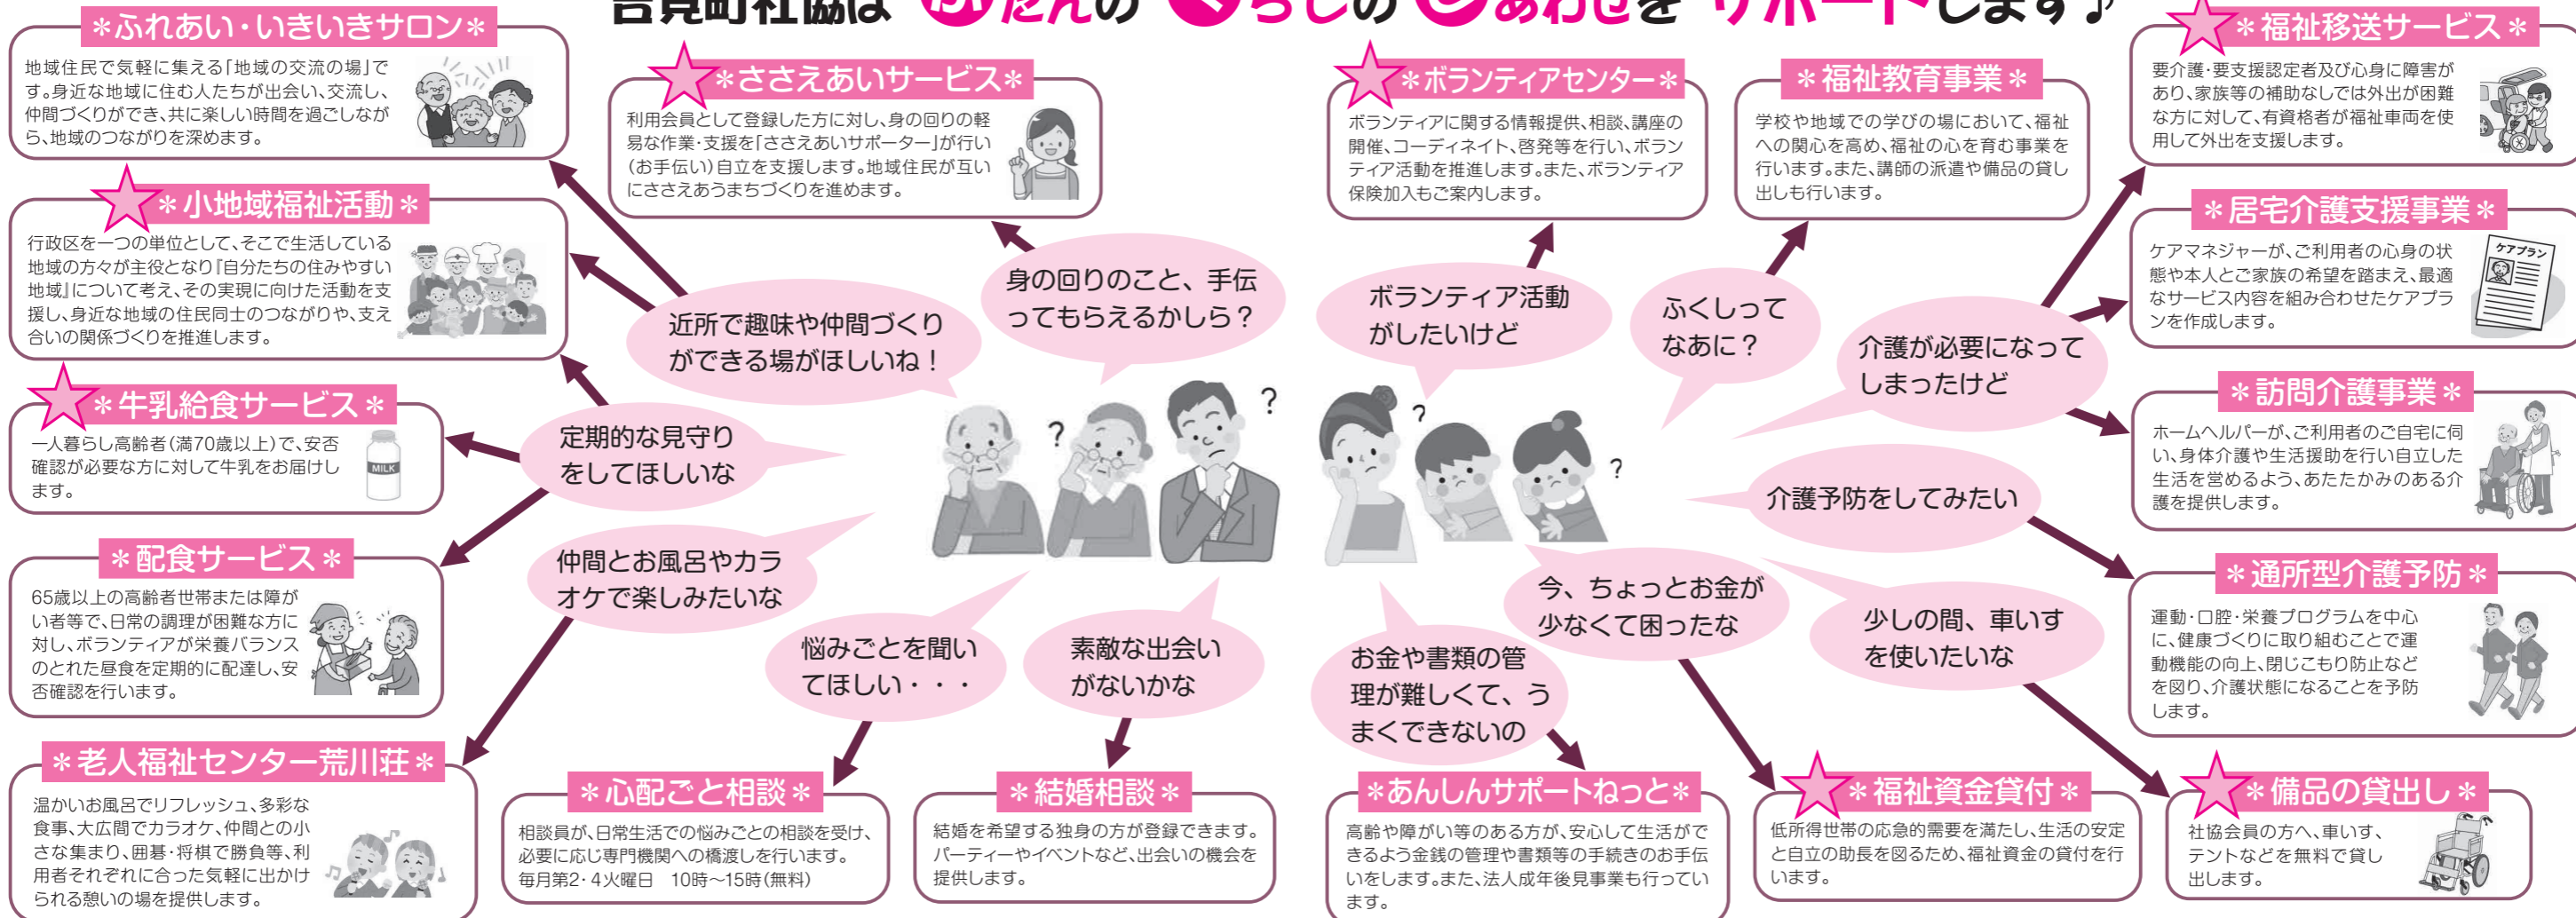 吉見町社協は ふだんの くらしの しあわせを サポートします♪
＊ふれあい・いきいきサロン＊
地域住民で気軽に集える「地域の交流の場」で
す。身近な地域に住む人たちが出会い、交流し、
仲間づくりができ、共に楽しい時間を過ごしなが
ら、地域のつながりを深めます。
＊小地域福祉活動＊
行政区を一つの単位として、そこで生活している
地域の方々が主役となり『自分たちの住みやすい
地域』について考え、その実現に向けた活動を支
援し、身近な地域の住民同士のつながりや、支え
合いの関係づくりを推進します。
＊牛乳給食サービス＊
一人暮らし高齢者(満70歳以上)で、安否
確認が必要な方に対して牛乳をお届けし
ます。
MILK
＊配食サービス＊
65歳以上の高齢者世帯または障が
い者等で、日常の調理が困難な方に
対し、ボランティアが栄養バランス
のとれた昼食を定期的に配達し、安
否確認を行います。
＊老人福祉センター荒川荘＊
温かいお風呂でリフレッシュ、多彩な
食事、大広間でカラオケ、仲間との小
さな集まり、囲碁・将棋で勝負等、利
用者それぞれに合った気軽に出かけ
られる憩いの場を提供します。
＊ささえあいサービス＊
利用会員として登録した方に対し、身の回りの軽
易な作業・支援を「ささえあいサポーター」が行い
(お手伝い)自立を支援します。地域住民が互い
にささえあうまちづくりを進めます。
＊ボランティアセンター＊
ボランティアに関する情報提供、相談、講座の
開催、コーディネイト、啓発等を行い、ボラン
ティア活動を推進します。また、ボランティア
保険加入もご案内します。
＊福祉教育事業＊
学校や地域での学びの場において、福祉
への関心を高め、福祉の心を育む事業を
行います。また、講師の派遣や備品の貸し
出しも行います。
身の回りのこと、手伝
ってもらえるかしら？
近所で趣味や仲間づくり
ができる場がほしいね！
定期的な見守り
をしてほしいな
仲間とお風呂やカラ
オケで楽しみたいな
悩みごとを聞い
てほしい・・・
素敵な出会い
がないかな
?
?
?
?
ボランティア活動
がしたいけど
ふくしって
なあに？
介護が必要になって
しまったけど
介護予防をしてみたい
今、ちょっとお金が
少なくて困ったな
少しの間、車いす
を使いたいな
お金や書類の管
理が難しくて、う
まくできないの
＊心配ごと相談＊
相談員が、日常生活での悩みごとの相談を受け、
必要に応じ専門機関への橋渡しを行います。
毎月第2・4火曜日　10時～15時(無料)
＊結婚相談＊
結婚を希望する独身の方が登録できます。
パーティーやイベントなど、出会いの機会を
提供します。
＊あんしんサポートねっと＊
高齢や障がい等のある方が、安心して生活がで
きるよう金銭の管理や書類等の手続きのお手伝
いをします。また、法人成年後見事業も行ってい
ます。
＊福祉資金貸付＊
低所得世帯の応急的需要を満たし、生活の安定
と自立の助長を図るため、福祉資金の貸付を行
います。
＊備品の貸出し＊
社協会員の方へ、車いす、
テントなどを無料で貸し
出します。
＊福祉移送サービス＊
要介護・要支援認定者及び心身に障害が
あり、家族等の補助なしでは外出が困難
な方に対して、有資格者が福祉車両を使
用して外出を支援します。
＊居宅介護支援事業＊
ケアマネジャーが、ご利用者の心身の状
態や本人とご家族の希望を踏まえ、最適
なサービス内容を組み合わせたケアプラ
ンを作成します。
ケアプラン
＊訪問介護事業＊
ホームヘルパーが、ご利用者のご自宅に伺
い、身体介護や生活援助を行い自立した
生活を営めるよう、あたたかみのある介
護を提供します。
＊通所型介護予防＊
運動・口腔・栄養プログラムを中心
に、健康づくりに取り組むことで運
動機能の向上、閉じこもり防止など
を図り、介護状態になることを予防
します。